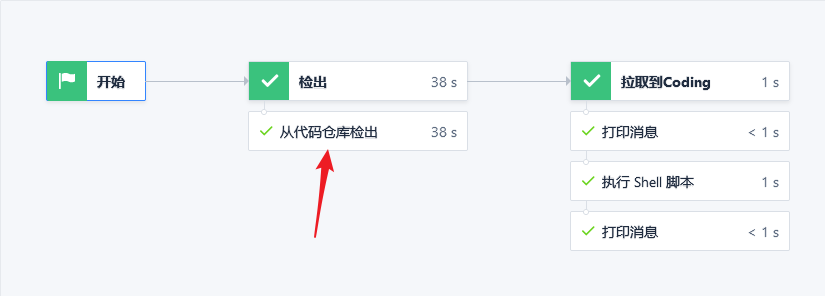 开始
检出 38 s
从代码仓库检出 38 s
拉取到Coding 1 s
打印消息 < 1 s
执行 Shell 脚本 1 s
打印消息 < 1 s